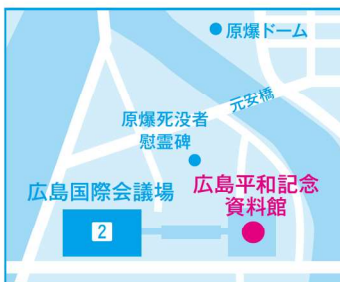 原爆ドーム
元安橋
原爆死没者
慰霊碑
広島国際会議場
広島平和記念
資料館
2